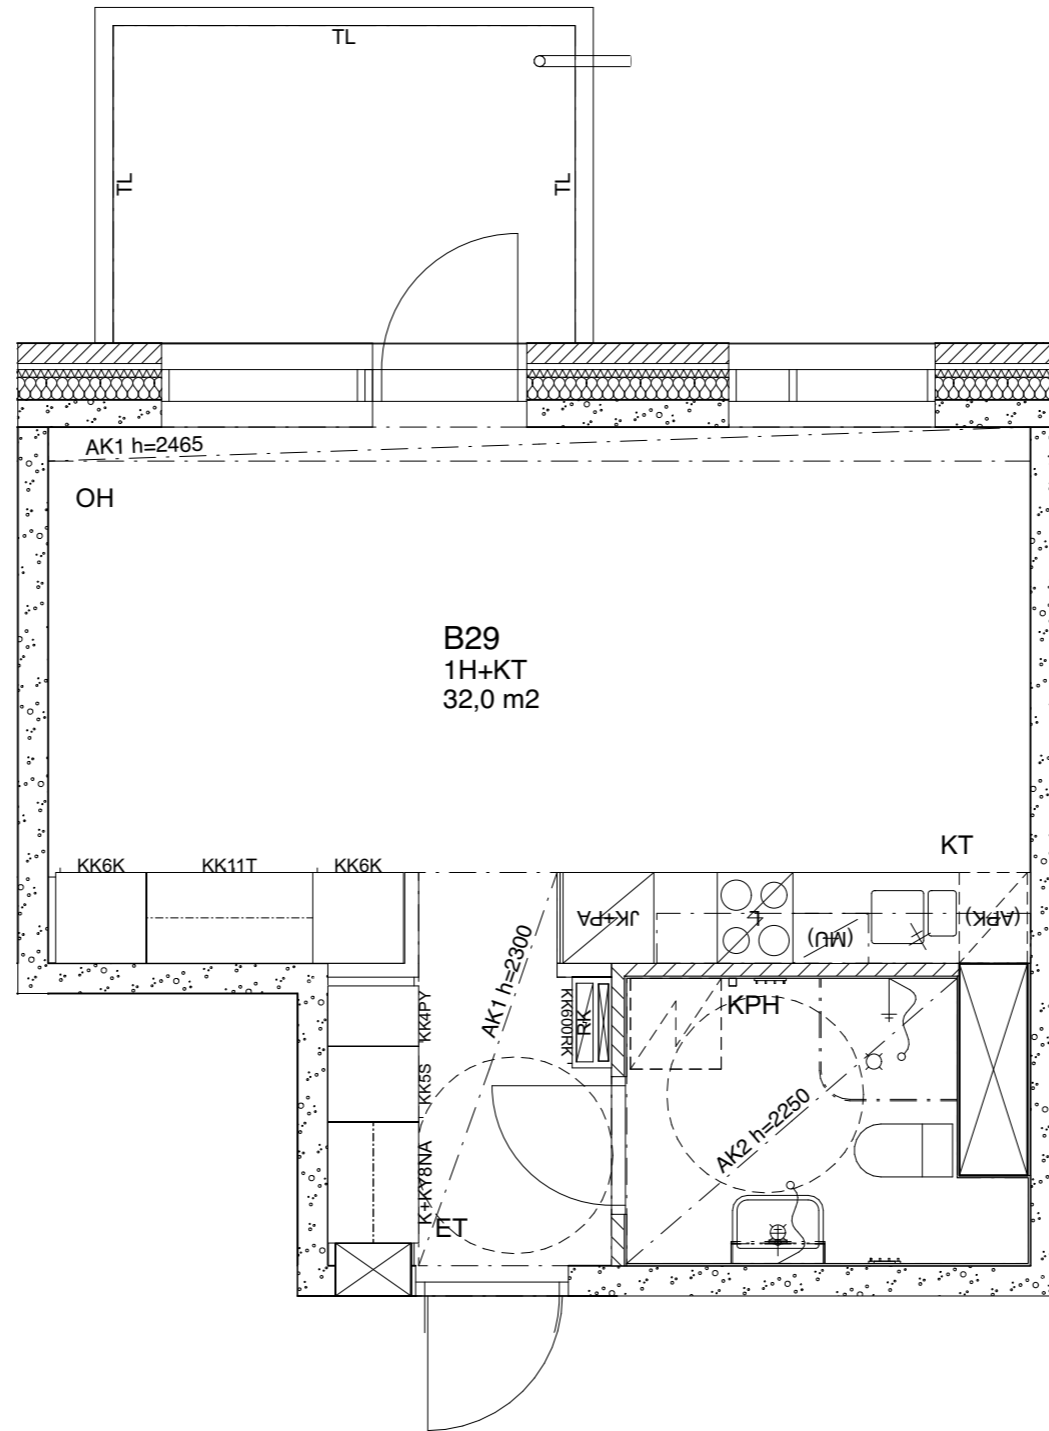 TL
TL
TL
AK1 h=2465
OH
B29
1H+KT
32,0 m2
KT
KK6K
KK11T
KK6K
JK+PA
L
(MU)
(APK)
AK1 h=2300
KK4PY
KK600RK
RK
KPH
KK5S
AK2 h=2250
K+KY8NA
ET